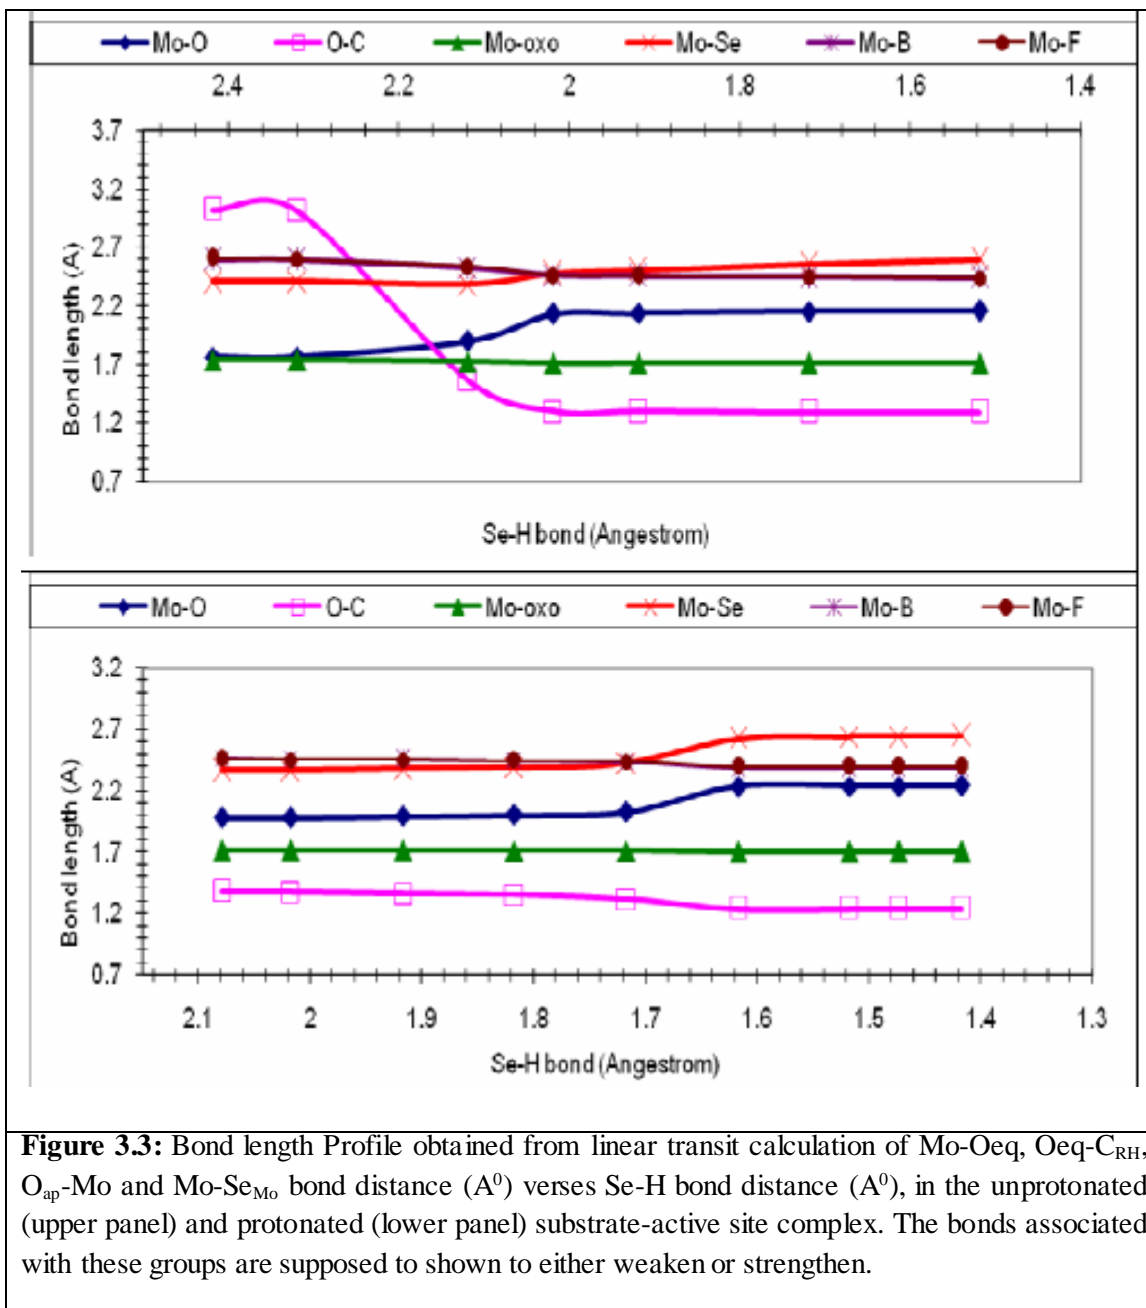 Mo-O O-C Mo-oxo Mo-Se Mo-B Mo-F
2.4 2.2 2 1.8 1.6 1.4
3.7
3.2
2.7
2.2
1.7
1.2
0.7
Bond length (A)
Se-H bond (Angestrom)
Mo-O O-C Mo-oxo Mo-Se Mo-B Mo-F
3.2
2.7
2.2
1.7
1.2
0.7
Bond length (A)
2.1 2 1.9 1.8 1.7 1.6 1.5 1.4 1.3
Se-H bond (Angestrom)
Figure 3.3: Bond length Profile obtained from linear transit calculation of Mo-Oeq, Oeq-CRH,
Oap-Mo and Mo-SeMo bond distance (A0) verses Se-H bond distance (A0), in the unprotonated
(upper panel) and protonated (lower panel) substrate-active site complex. The bonds associated
with these groups are supposed to shown to either weaken or strengthen.